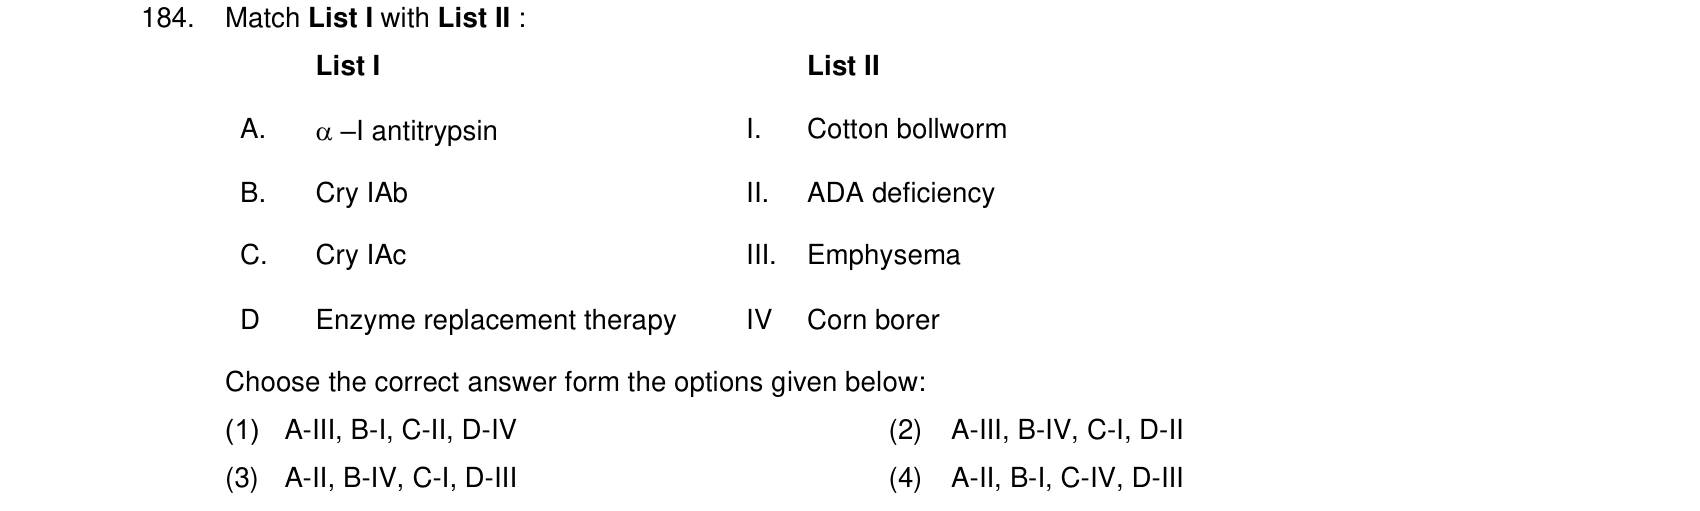 184. Match List I with List II :
List I List II
A. α –I antitrypsin I. Cotton bollworm
B. Cry IAb II. ADA deficiency
C. Cry IAc III. Emphysema
D Enzyme replacement therapy IV Corn borer
Choose the correct answer form the options given below:
(1) A-III, B-I, C-II, D-IV (2) A-III, B-IV, C-I, D-II
(3) A-II, B-IV, C-I, D-III (4) A-II, B-I, C-IV, D-III